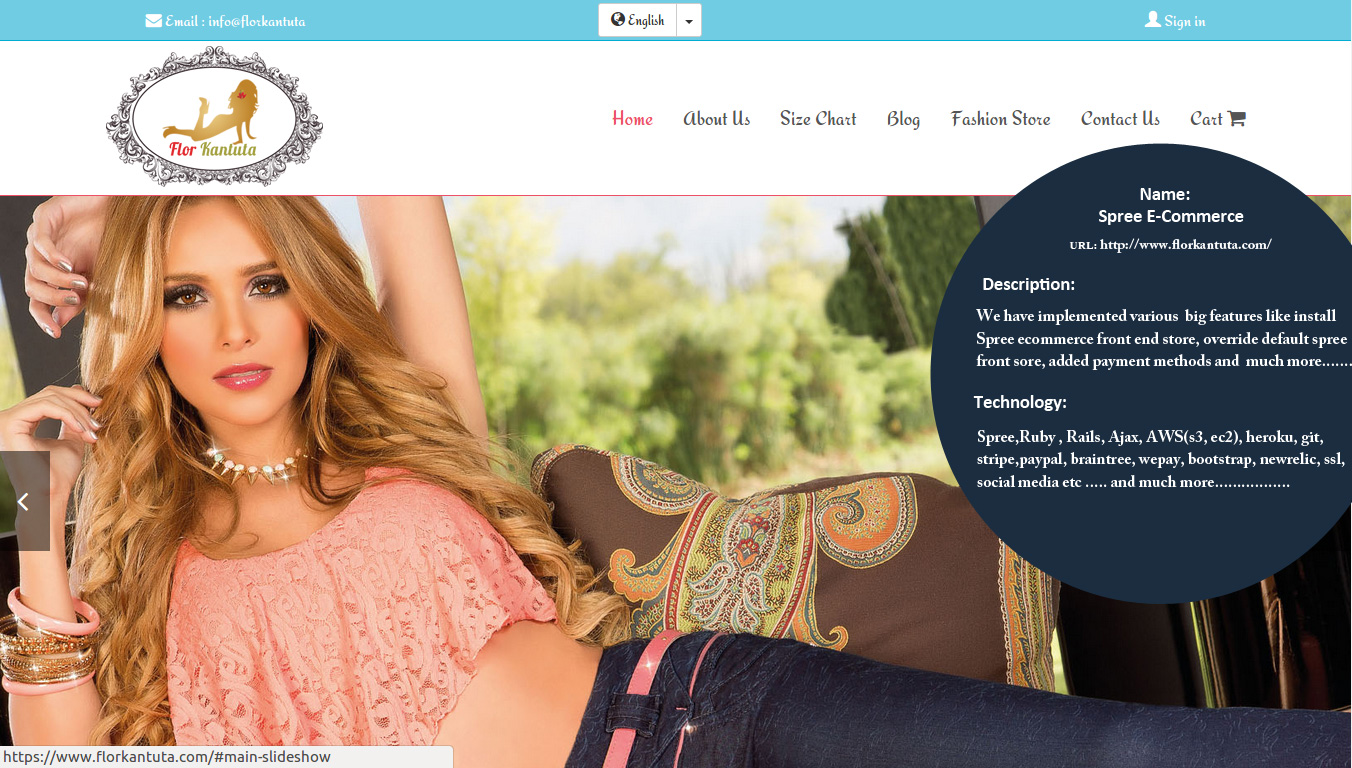 Email : info@florkantuta
English
Sign in
Flor Kantuta
Home About Us Size Chart Blog Fashion Store Contact Us Cart
Name:
Spree E-Commerce
URL: http://www.florkantuta.com/
Description:
We have implemented various big features like install
Spree ecommerce front end store, override default spree
front sore, added payment methods and much more.......
Technology:
Spree,Ruby , Rails, Ajax, AWS(s3, ec2), heroku, git,
stripe,paypal, braintree, wepay, bootstrap, newrelic, ssl,
social media etc ..... and much more.................
https://www.florkantuta.com/#main-slideshow